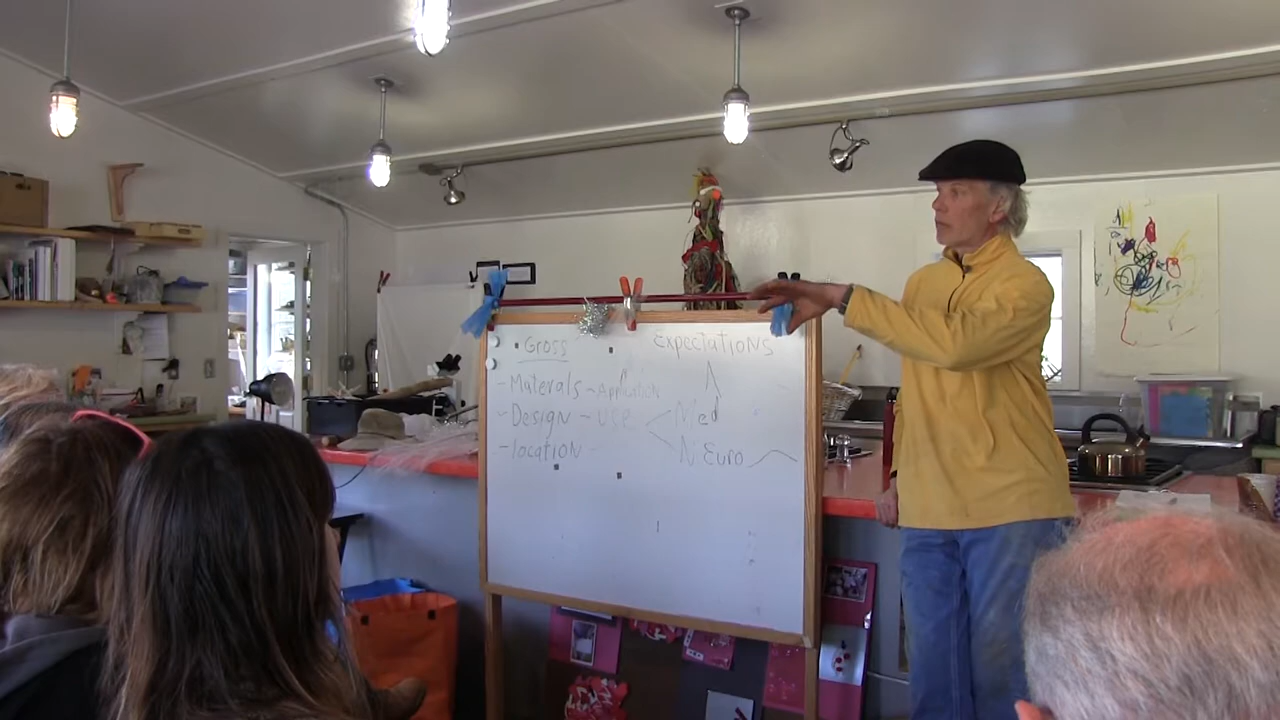 Gross Expectations
- Materals - Application
- Design - Use Med
- location N Euro